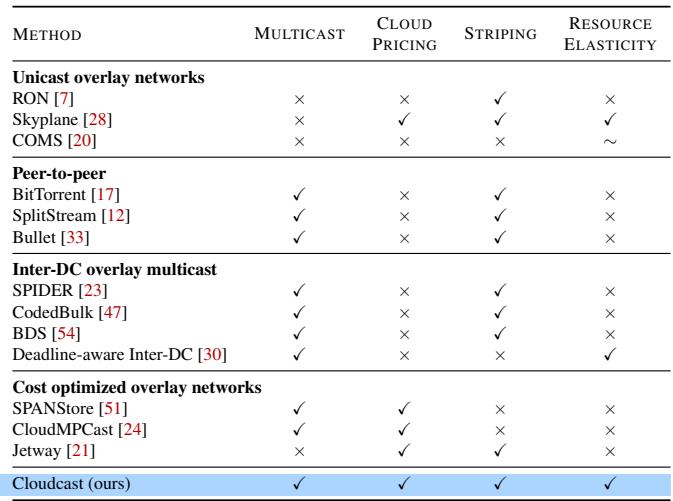 METHOD MULTICAST CLOUD PRICING STRIPING RESOURCE ELASTICITY
Unicast overlay networks
RON [7] × × ✓ ×
Skyplane [28] × ✓ ✓ ✓
COMS [20] × × × ~
Peer-to-peer
BitTorrent [17] ✓ × ✓ ×
SplitStream [12] ✓ × ✓ ×
Bullet [33] ✓ × ✓ ×
Inter-DC overlay multicast
SPIDER [23] ✓ × ✓ ×
CodedBulk [47] ✓ × ✓ ×
BDS [54] ✓ × ✓ ×
Deadline-aware Inter-DC [30] ✓ × × ✓
Cost optimized overlay networks
SPANStore [51] ✓ ✓ × ×
CloudMPCast [24] ✓ ✓ × ×
Jetway [21] × ✓ ✓ ×
Cloudcast (ours) ✓ ✓ ✓ ✓